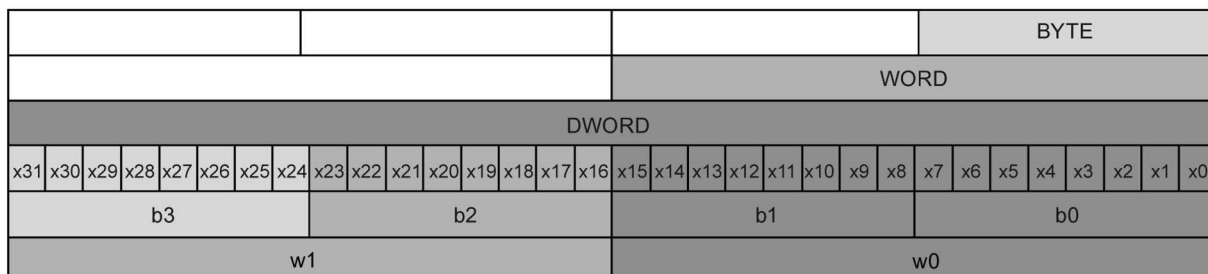 BYTE
WORD
DWORD
x31 x30 x29 x28 x27 x26 x25 x24 x23 x22 x21 x20 x19 x18 x17 x16 x15 x14 x13 x12 x11 x10 x9 x8 x7 x6 x5 x4 x3 x2 x1 x0
b3 b2 b1 b0
w1 w0